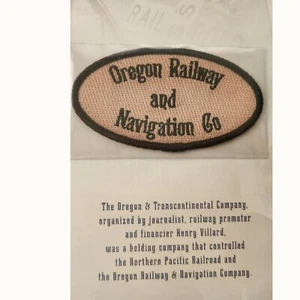 Oregon Railway
and
Navigation Co
The Oregon & Transcontinental Company,
organized by journalist, railway promoter
and financier Henry Villard,
was a holding company that controlled
the Northern Pacific Railroad and
the Oregon Railway & Navigation Company.